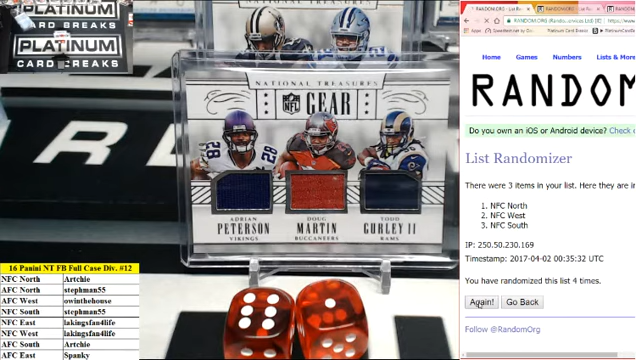 PLATINUM
CARD BREAKS
PLATINUM
CARD BREAKS
NATIONAL TREASURES
NFL GEAR
28
28
ADRIAN
PETERSON
VIKINGS
DOUG
MARTIN
BUCCANEERS
TODD
GURLEY II
RAMS
16 Panini NT FB Full Case Div. #12
NFC North Artchie
AFC North stephman55
AFC West owinthehouse
NFC South stephman55
NFC East lakingsfan4life
NFC West lakingsfan4life
AFC South Artchie
AFC East Spanky
Home Games Numbers Lists & More
RANDOM
Do you own an iOS or Android device? Check
List Randomizer
There were 3 items in your list. Here they are in
1. NFC North
2. NFC West
3. NFC South
IP: 250.50.230.169
Timestamp: 2017-04-02 00:35:32 UTC
You randomized this list 4 times.
Again! Go Back
Follow @RandomOrg